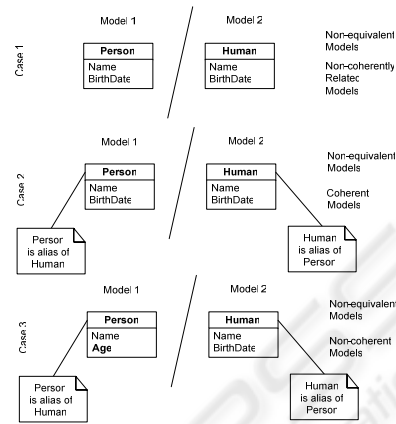 Case 1
Model 1
Model 2
Person
Name
BirthDate
Human
Name
BirthDate
Non-equivalent
Models
Non-coherently
Related
Models
Case 2
Model 1
Model 2
Person
Name
BirthDate
Human
Name
BirthDate
Non-equivalent
Models
Coherent
Models
Person
is alias of
Human
Human
is alias of
Person
Case 3
Model 1
Model 2
Person
Name
Age
Human
Name
BirthDate
Non-equivalent
Models
Non-coherent
Models
Person
is alias of
Human
Human
is alias of
Person